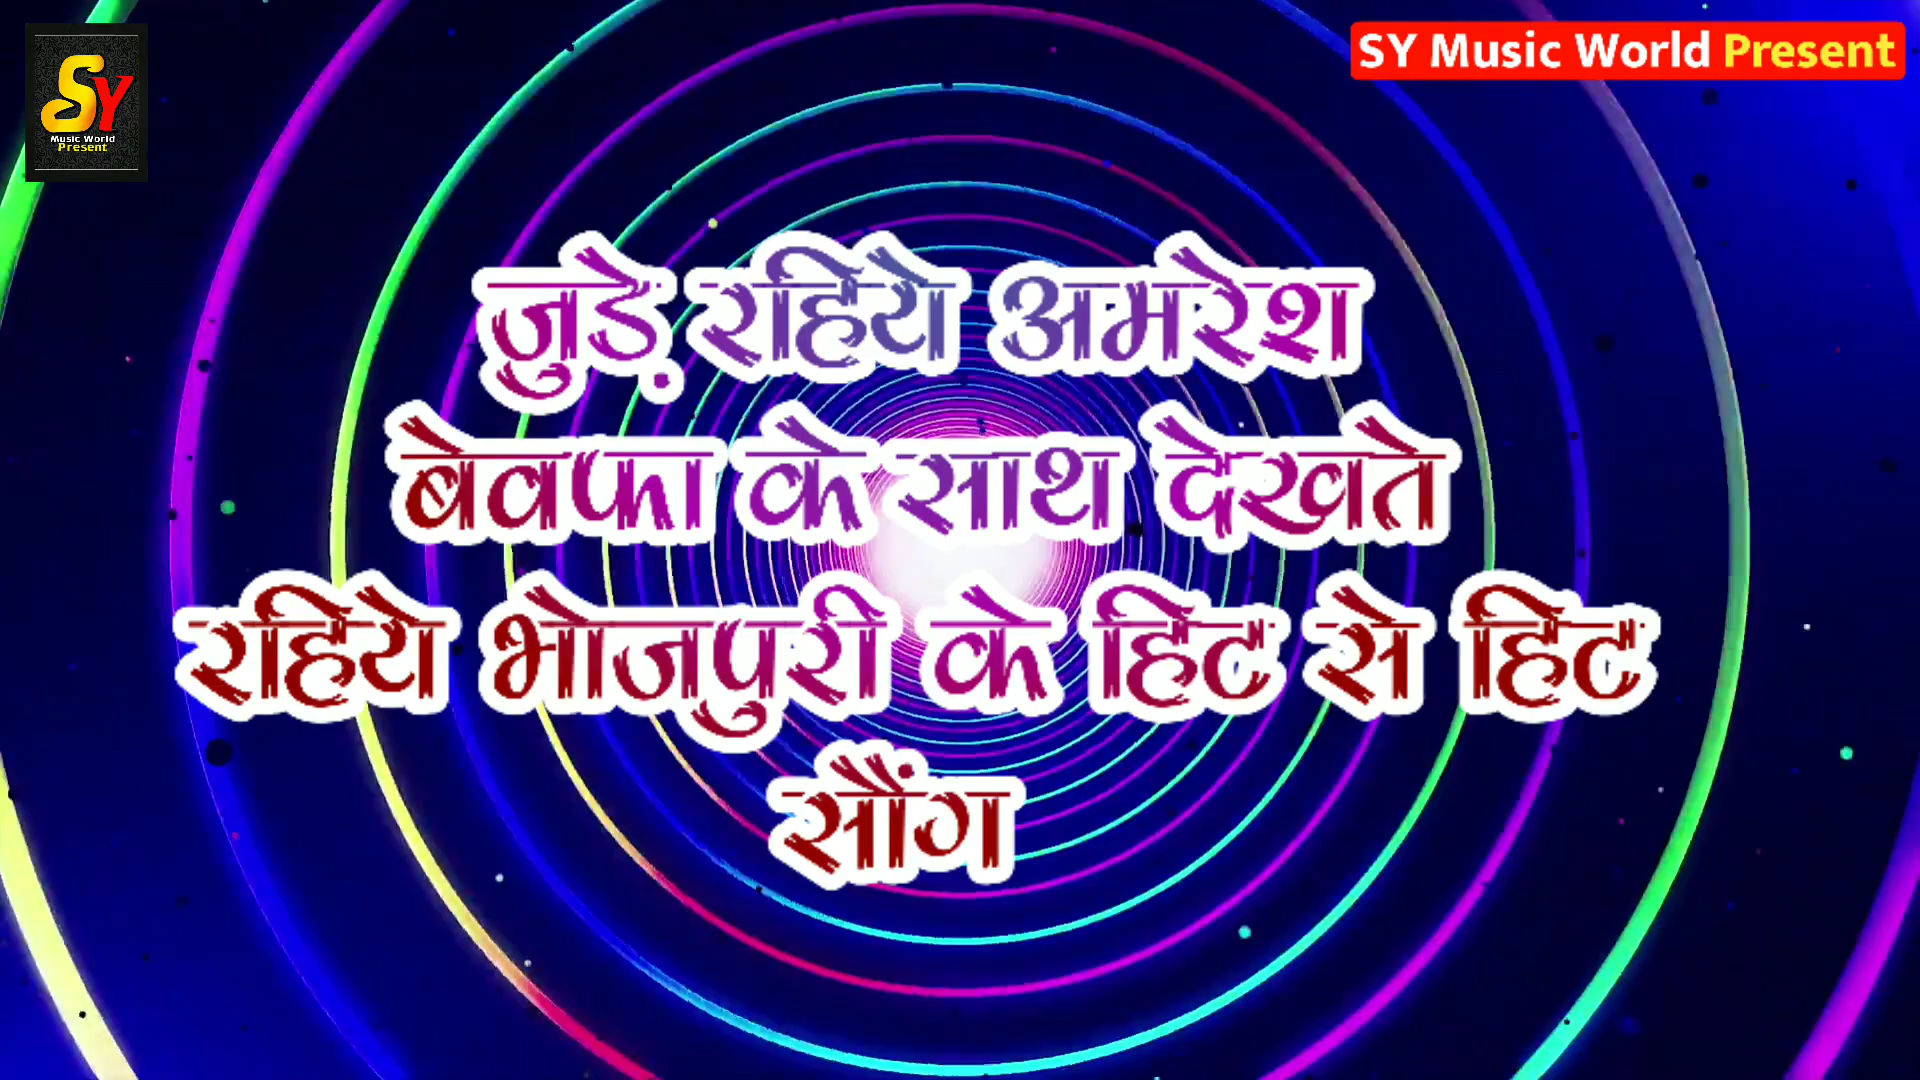 SY
Music World
Present
SY Music World Present
जुड़े रहिये अमरेश
बेवफा के साथ देखते
रहिये भोजपुरी के हिट से हिट
सौंग